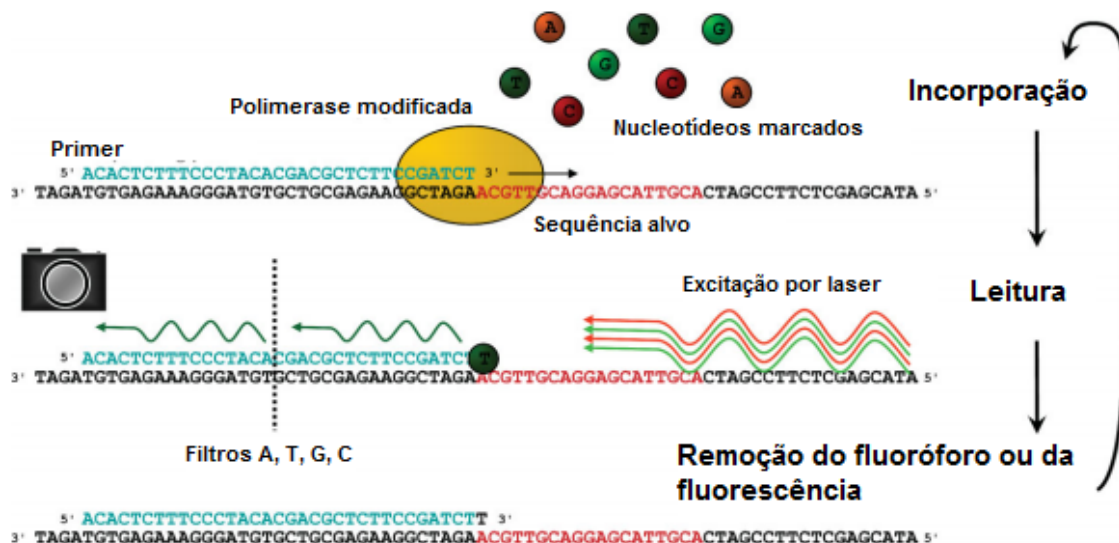 A T G
T G C A
C
Incorporação
Polimerase modificada
Nucleotídeos marcados
Primer
5' ACACTCTTTCCCTACACGACGCTCTTCCGATCT 3'
3' TAGATGTGAGAAAGGGATGTGCTGCGAGAAGGCTAGAACGTTGCAGGAGCATTGCACTAGCCTTCTCGAGCATA 5'
Sequência alvo
Excitação por laser
Leitura
5' ACACTCTTTCCCTACACGACGCTCTTCCGATCT T
3' TAGATGTGAGAAAGGGATGTGCTGCGAGAAGGCTAGAACGTTGCAGGAGCATTGCACTAGCCTTCTCGAGCATA 5'
Filtros A, T, G, C
Remoção do fluoróforo ou da
fluorescência
5' ACACTCTTTCCCTACACGACGCTCTTCCGATCTT 3'
3' TAGATGTGAGAAAGGGATGTGCTGCGAGAAGGCTAGAACGTTGCAGGAGCATTGCACTAGCCTTCTCGAGCATA 5'